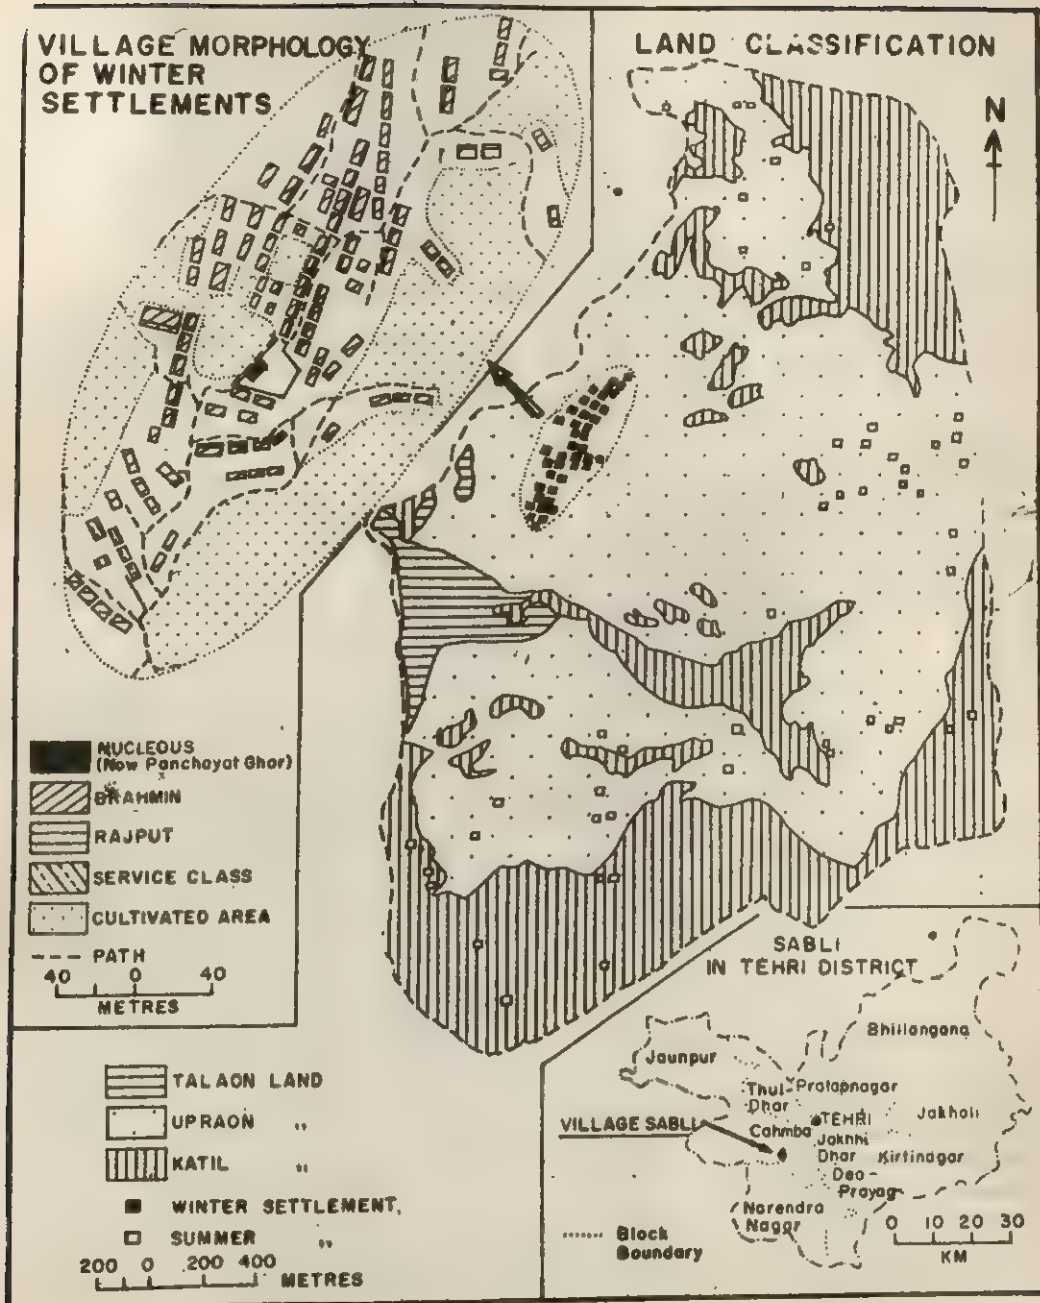 VILLAGE MORPHOLOGY
OF WINTER
SETTLEMENTS
NUCLEOUS
(Now Panchayat Ghar)
BRAHMIN
RAJPUT
SERVICE CLASS
CULTIVATED AREA
PATH
40 0 40
METRES
LAND CLASSIFICATION
N
TALAON LAND
UPRAON "
KATIL "
WINTER SETTLEMENT,
SUMMER "
200 0 200 400
METRES
SABLI
IN TEHRI DISTRICT
Bhillangana
Jaunpur
Thul-
Dhar
Pratapnagar
VILLAGE SABLI
Cahmba
TEHRI
Jakholi
Jakhhi
Dhar
Kirtinagar
Deo-
Prayag
Narendra
Nagar
Block
Boundary
0 10 20 30
KM